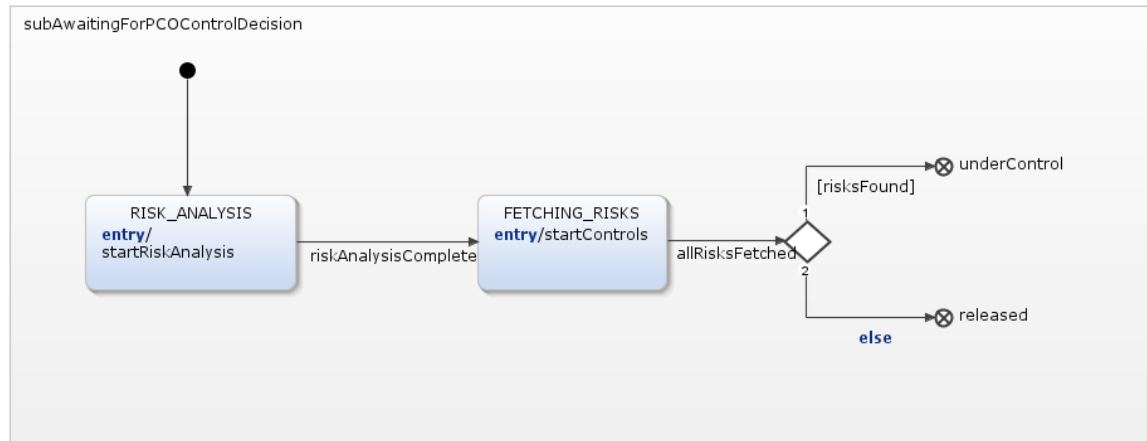 subAwaitingForPCOControlDecision
underControl
[risksFound]
RISK_ANALYSIS
entry/
startRiskAnalysis
riskAnalysisComplete
FETCHING_RISKS
entry/startControls
allRisksFetched
1
2
released
else